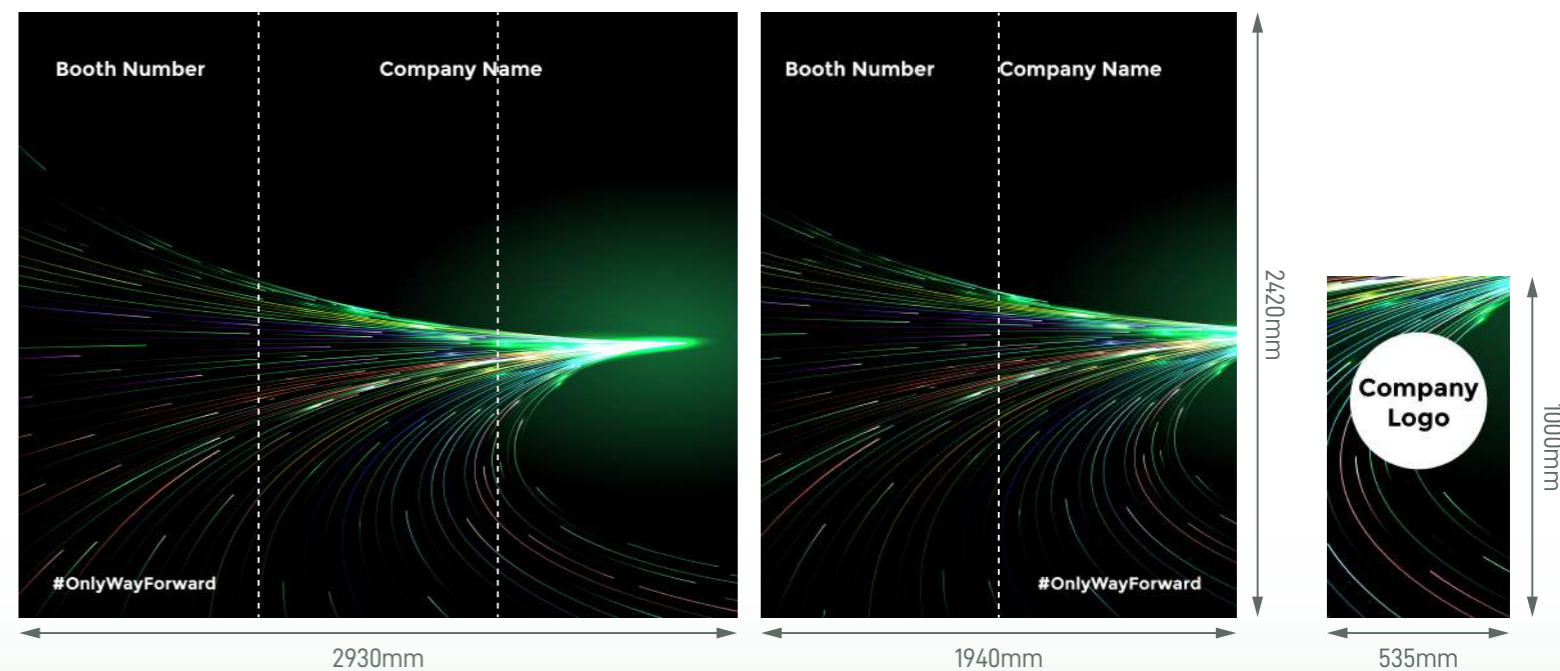 Booth Number
Company Name
#OnlyWayForward
2930mm
Booth Number
Company Name
#OnlyWayForward
1940mm
2420mm
Company
Logo
535mm
1000mm